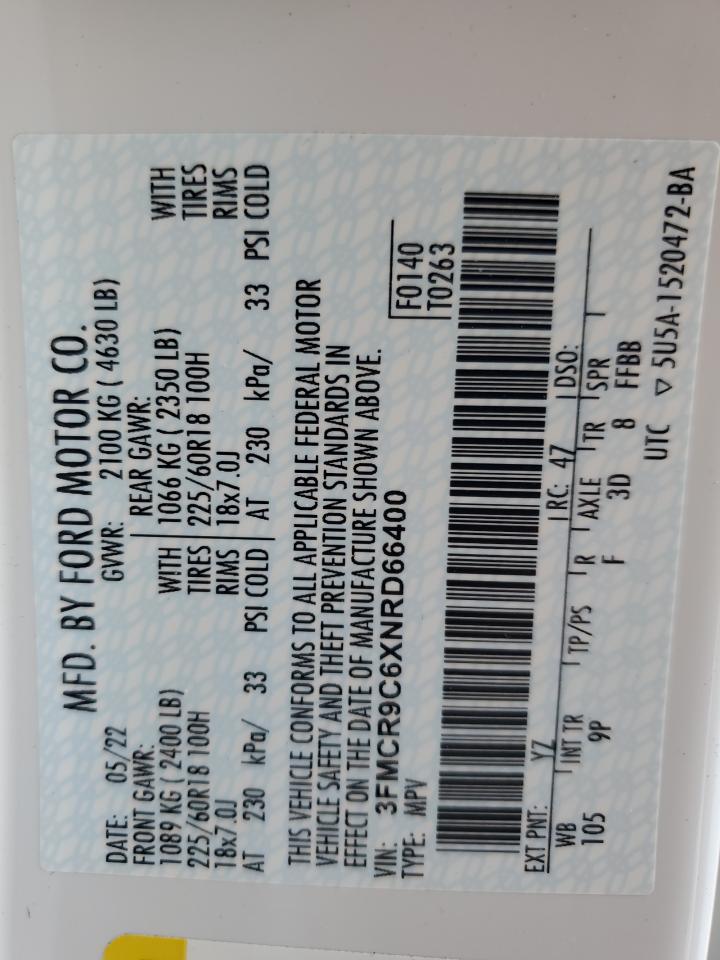 MFD. BY FORD MOTOR CO.
DATE: 05/22 GVWR: 2100 KG ( 4630 LB)
FRONT GAWR: REAR GAWR:
1089 KG ( 2400 LB) WITH 1066 KG ( 2350 LB) WITH
225/60R18 100H TIRES 225/60R18 100H TIRES
18x7.0J RIMS 18x7.0J RIMS
AT 230 kPa/ 33 PSI COLD AT 230 kPa/ 33 PSI COLD
THIS VEHICLE CONFORMS TO ALL APPLICABLE FEDERAL MOTOR
VEHICLE SAFETY AND THEFT PREVENTION STANDARDS IN
EFFECT ON THE DATE OF MANUFACTURE SHOWN ABOVE.
VIN: 3FMCR9C6XNRD66400 F0140
TYPE: MPV T0263
EXT PNT: YZ RC: 47 DSO:
WB INT TR TP/PS R AXLE TR SPR
105 9P F 3D 8 FFBB
UTC ▽ 5U5A-1520472-BA